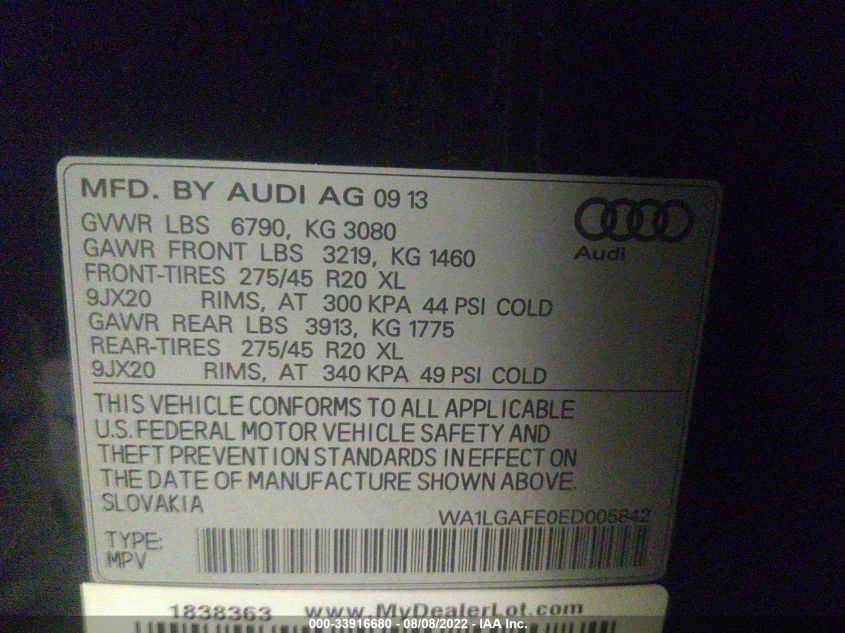 MFD. BY AUDI AG 09 13
GVWR LBS 6790, KG 3080
GAWR FRONT LBS 3219, KG 1460
FRONT-TIRES 275/45 R20 XL
9JX20 RIMS, AT 300 KPA 44 PSI COLD
GAWR REAR LBS 3913, KG 1775
REAR-TIRES 275/45 R20 XL
9JX20 RIMS, AT 340 KPA 49 PSI COLD
Audi
THIS VEHICLE CONFORMS TO ALL APPLICABLE
U.S. FEDERAL MOTOR VEHICLE SAFETY AND
THEFT PREVENTION STANDARDS IN EFFECT ON
THE DATE OF MANUFACTURE SHOWN ABOVE.
SLOVAKIA
WA1LGAFE0ED005842
TYPE:
MPV
1838363 www.MyDealerLot.com
000-33916680 - 08/08/2022 - IAA Inc.